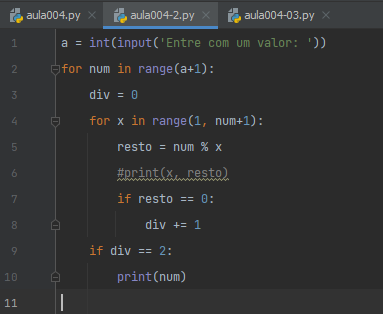 aula004.py × aula004-2.py × aula004-03.py ×
1 a = int(input('Entre com um valor: '))
2 for num in range(a+1):
3 div = 0
4 for x in range(1, num+1):
5 resto = num % x
6 #print(x, resto)
7 if resto == 0:
8 div += 1
9 if div == 2:
10 print(num)
11